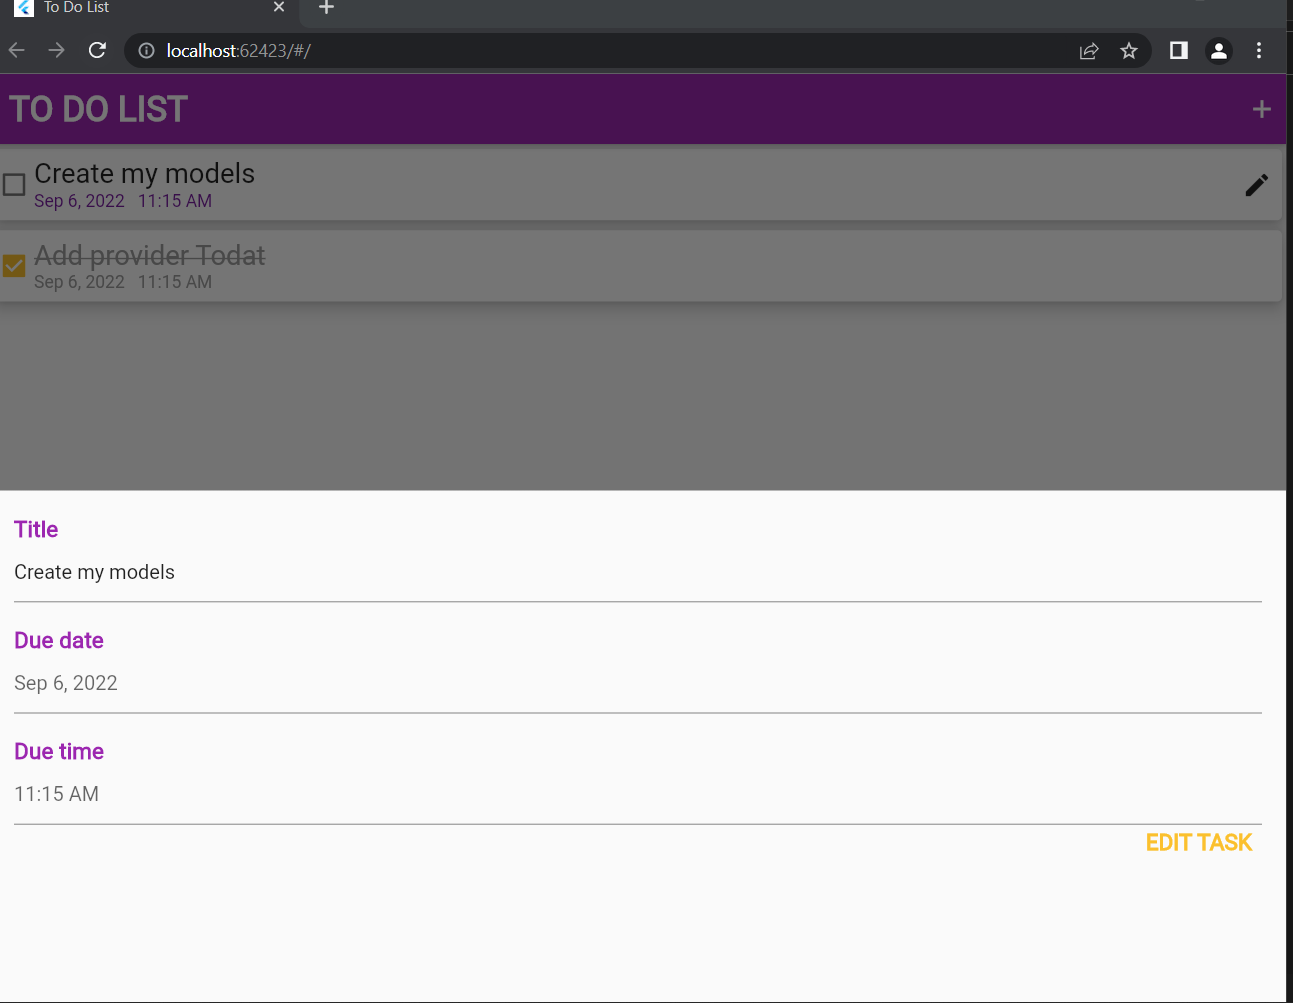 To Do List
localhost:62423/#/
TO DO LIST
Create my models
Sep 6, 2022 11:15 AM
Add provider Todat
Sep 6, 2022 11:15 AM
Title
Create my models
Due date
Sep 6, 2022
Due time
11:15 AM
EDIT TASK